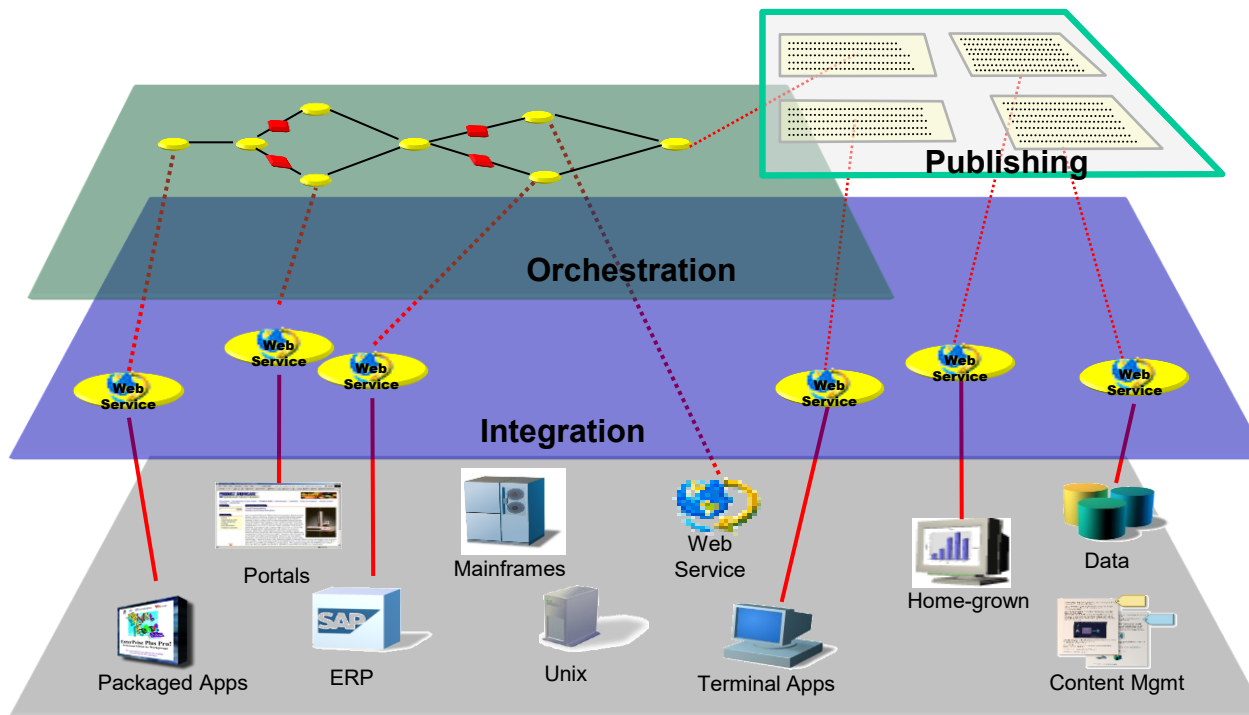 Publishing
Orchestration
Web
Service
Web
Service
Web
Service
Web
Service
Web
Service
Web
Service
Integration
Portals
Mainframes
Web
Service
Home-grown
Data
SAP
Packaged Apps
ERP
Unix
Terminal Apps
Content Mgmt